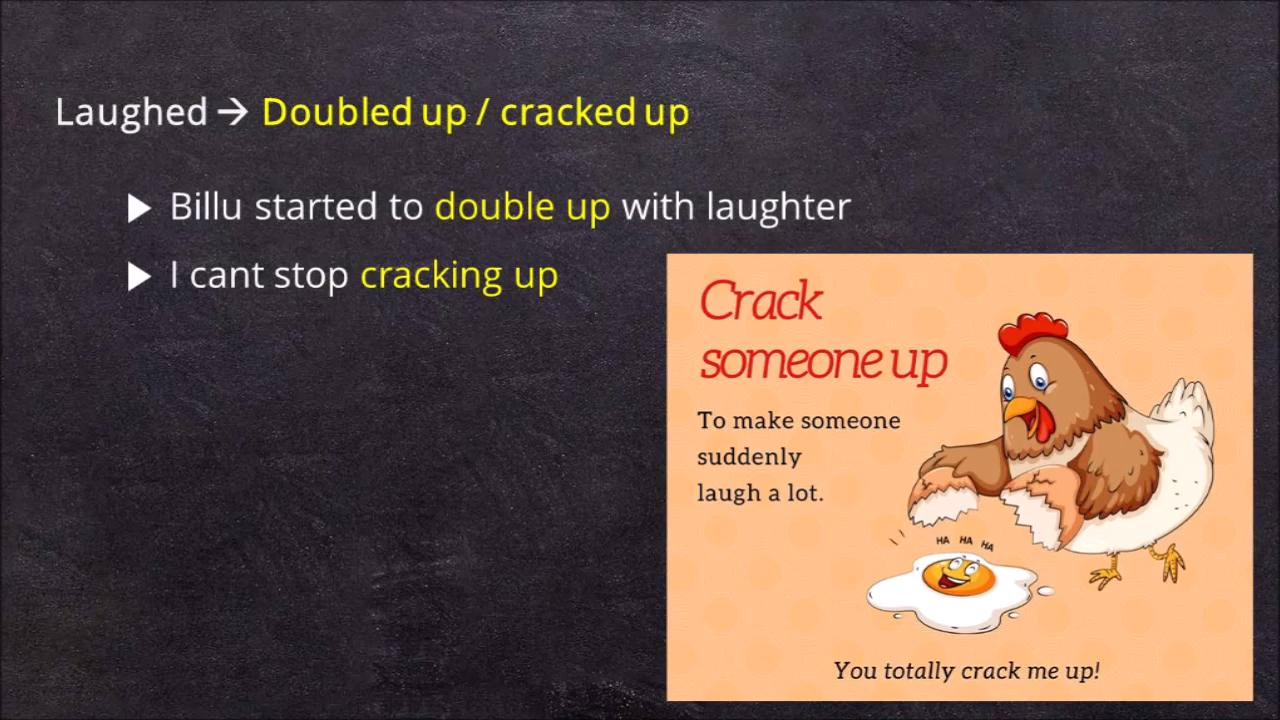 Laughed → Doubled up / cracked up
▶ Billu started to double up with laughter
▶ I cant stop cracking up
Crack
someone up
To make someone
suddenly
laugh a lot.
HA HA HA
You totally crack me up!